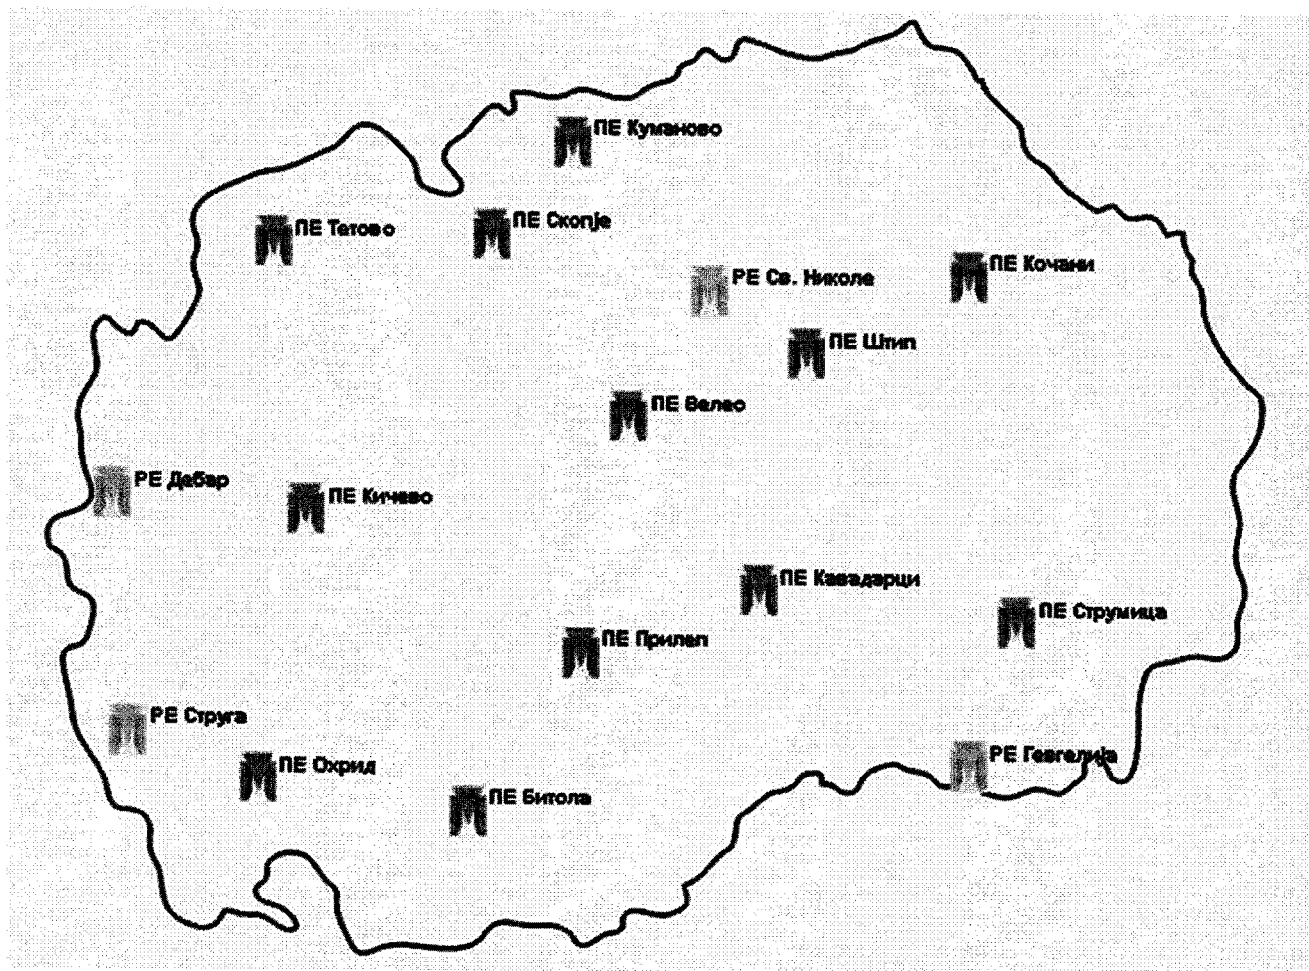 ПЕ Куманово
ПЕ Тетово
ПЕ Скопје
РЕ Св. Николе
ПЕ Кочани
ПЕ Штип
ПЕ Велес
РЕ Дебар
ПЕ Кичево
ПЕ Кавадарци
ПЕ Струмица
ПЕ Прилеп
РЕ Струга
ПЕ Охрид
РЕ Гевгелија
ПЕ Битола